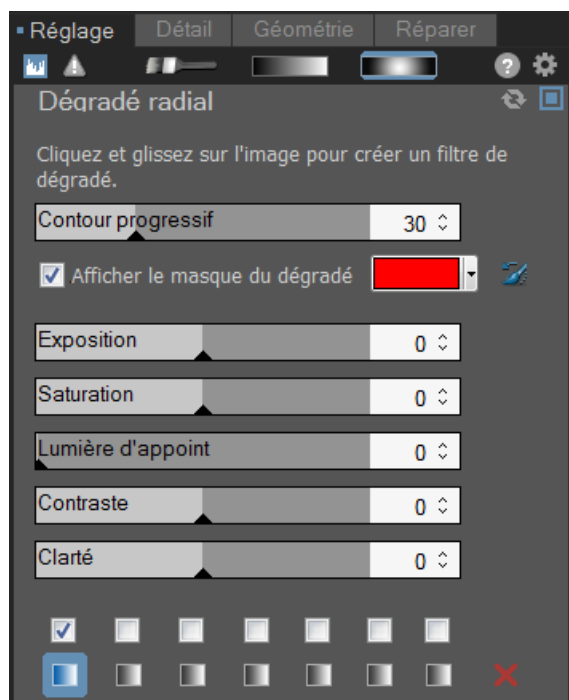 Réglage Détail Géométrie Réparer
?
Dégradé radial
Cliquez et glissez sur l'image pour créer un filtre de
dégradé.
Contour progressif 30
Afficher le masque du dégradé
Exposition 0
Saturation 0
Lumière d'appoint 0
Contraste 0
Clarté 0